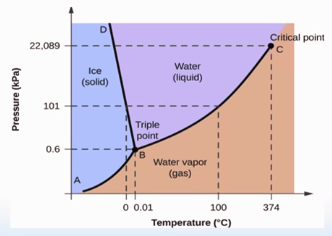 D
Critical point
22,089
C
Ice
(solid)
Water
(liquid)
Pressure (kPa)
101
Triple
point
0.6
B
Water vapor
(gas)
A
0 0.01 100 374
Temperature (°C)